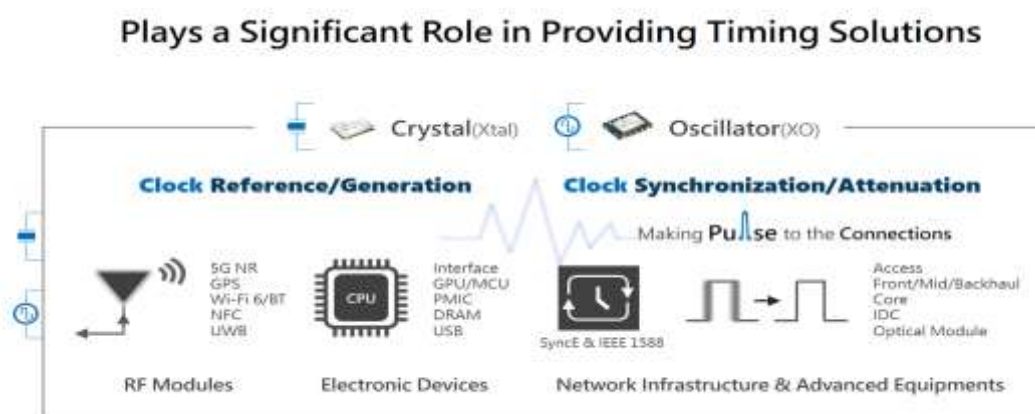 Plays a Significant Role in Providing Timing Solutions
Crystal(Xtal)
Oscillator(XO)
Clock Reference/Generation
Clock Synchronization/Attenuation
Making Pulse to the Connections
5G NR
GPS
Wi-Fi 6/BT
NFC
UWB
CPU
Interface
GPU/MCU
PMIC
DRAM
USB
SyncE & IEEE 1588
Access
Front/Mid/Backhaul
Core
IDC
Optical Module
RF Modules
Electronic Devices
Network Infrastructure & Advanced Equipments